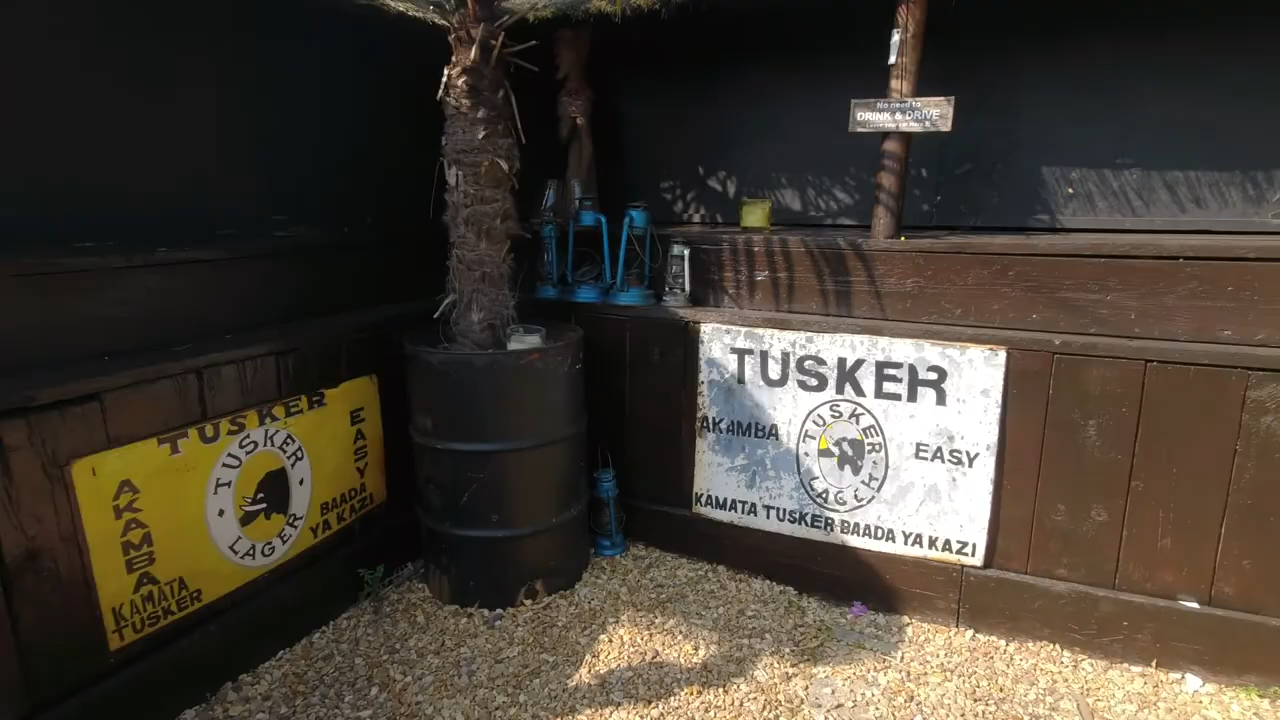 No need to
DRINK & DRIVE
TUSKER
AKAMBA
TUSKER
LAGER
EASY
KAMATA TUSKER BAADA YA KAZI
TUSKER
TUSKER
LAGER
EASY
AKAMBA
BAADA
YA KAZI
KAMATA
TUSKER